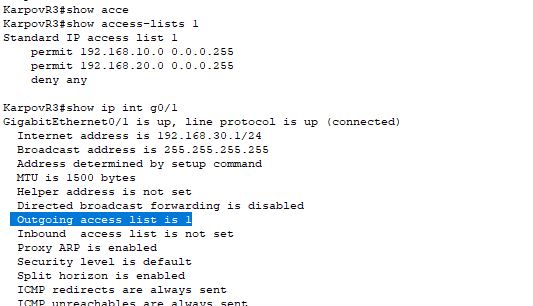 KarpovR3#show acce
KarpovR3#show access-lists 1
Standard IP access list 1
    permit 192.168.10.0 0.0.0.255
    permit 192.168.20.0 0.0.0.255
    deny any

KarpovR3#show ip int g0/1
GigabitEthernet0/1 is up, line protocol is up (connected)
  Internet address is 192.168.30.1/24
  Broadcast address is 255.255.255.255
  Address determined by setup command
  MTU is 1500 bytes
  Helper address is not set
  Directed broadcast forwarding is disabled
  Outgoing access list is 1
  Inbound  access list is not set
  Proxy ARP is enabled
  Security level is default
  Split horizon is enabled
  ICMP redirects are always sent
  ICMP unreachables are always sent